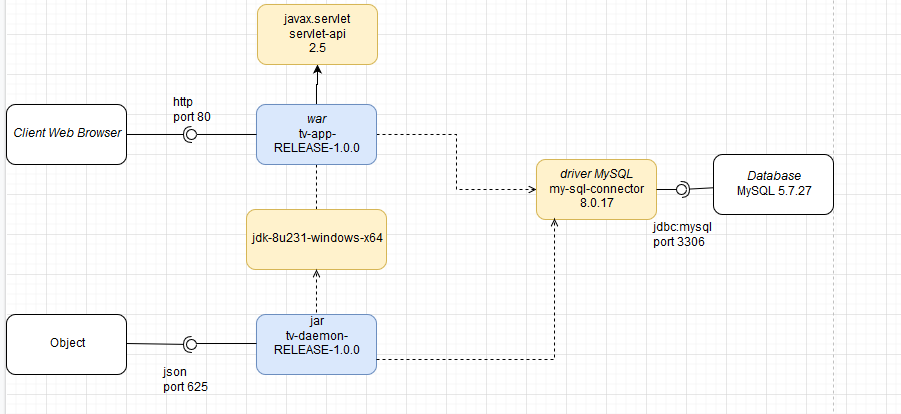 javax.servlet
servlet-api
2.5
http
port 80
Client Web Browser
war
tv-app-
RELEASE-1.0.0
driver MySQL
my-sql-connector
8.0.17
Database
MySQL 5.7.27
jdbc:mysql
port 3306
jdk-8u231-windows-x64
Object
jar
tv-daemon-
RELEASE-1.0.0
json
port 625